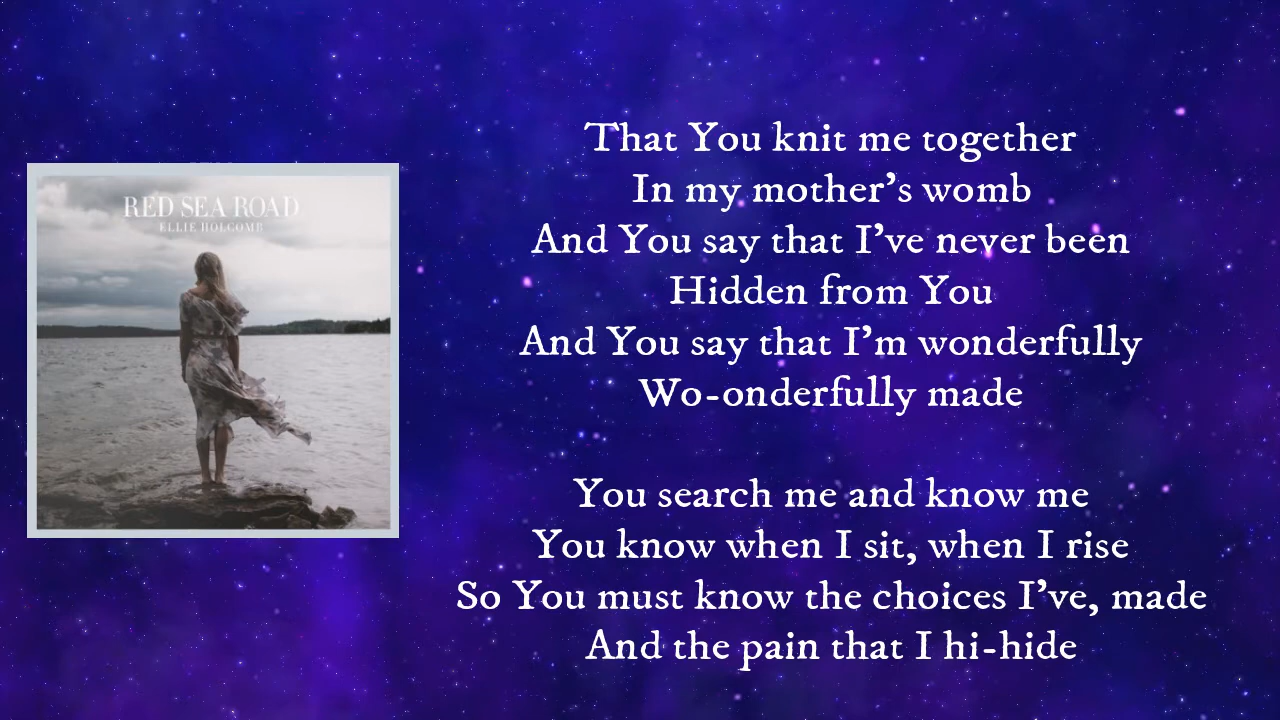 RED SEA ROAD
ELLIE HOLCOMB
That You knit me together
In my mother's womb
And You say that I've never been
Hidden from You
And You say that I'm wonderfully
Wo-onderfully made
You search me and know me
You know when I sit, when I rise
So You must know the choices I've, made
And the pain that I hi-hide